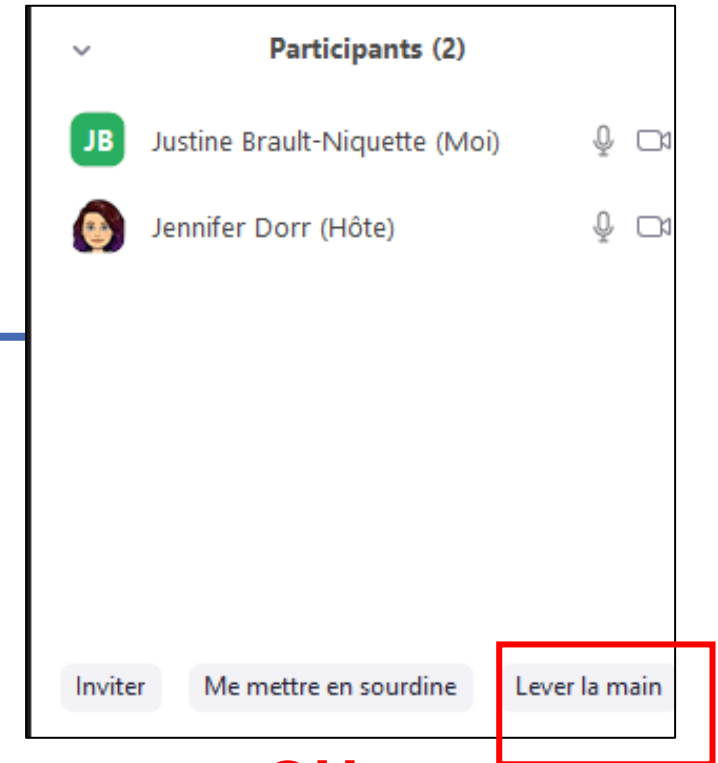 Participants (2)
JB Justine Brault-Niquette (Moi)
Jennifer Dorr (Hôte)
Inviter Me mettre en sourdine Lever la main